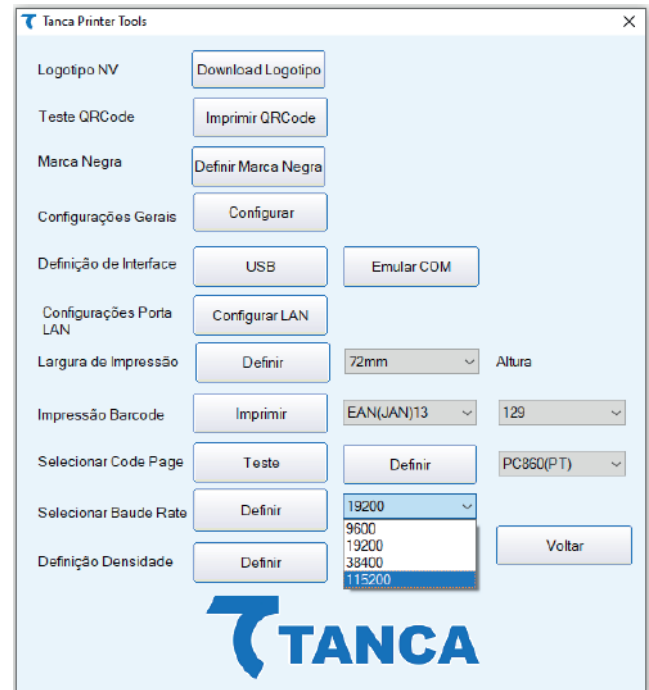 Tanca Printer Tools
Logotipo NV Download Logotipo
Teste QRCode Imprimir QRCode
Marca Negra Definir Marca Negra
Configurações Gerais Configurar
Definição de Interface USB Emular COM
Configurações Porta
LAN
Configurar LAN
Largura de Impressão Definir 72mm Altura
Impressão Barcode Imprimir EAN(JAN)13 129
Selecionar Code Page Teste Definir PC860(PT)
Selecionar Baude Rate Definir 19200
9600
19200
38400
115200
Voltar
Definição Densidade Definir
TANCA